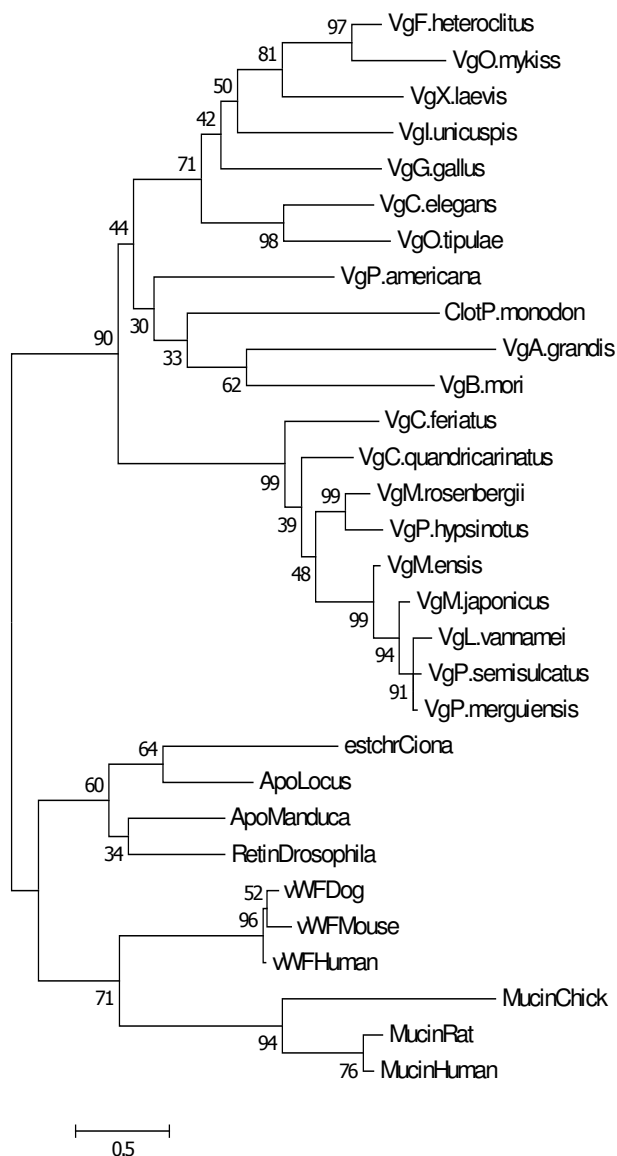 97
VgF.heteroclitus
VgO.mykiss
81
VgX.laevis
50
VgI.unicuspis
42
VgG.gallus
71
VgC.elegans
98
VgO.tipulae
44
VgP.americana
30
ClotP.monodon
33
VgA.grandis
62
VgB.mori
90
VgC.feriatus
99
VgC.quandricarinatus
39
99
VgM.rosenbergii
VgP.hypsinotus
48
VgM.ensis
99
VgM.japonicus
94
VgL.vannamei
91
VgP.semisulcatus
VgP.merguiensis
64
estchrCiona
60
ApoLocus
ApoManduca
34
RetinDrosophila
52
vWFDog
96
vWFMouse
vWFHuman
71
MucinChick
94
MucinRat
76
MucinHuman
0.5